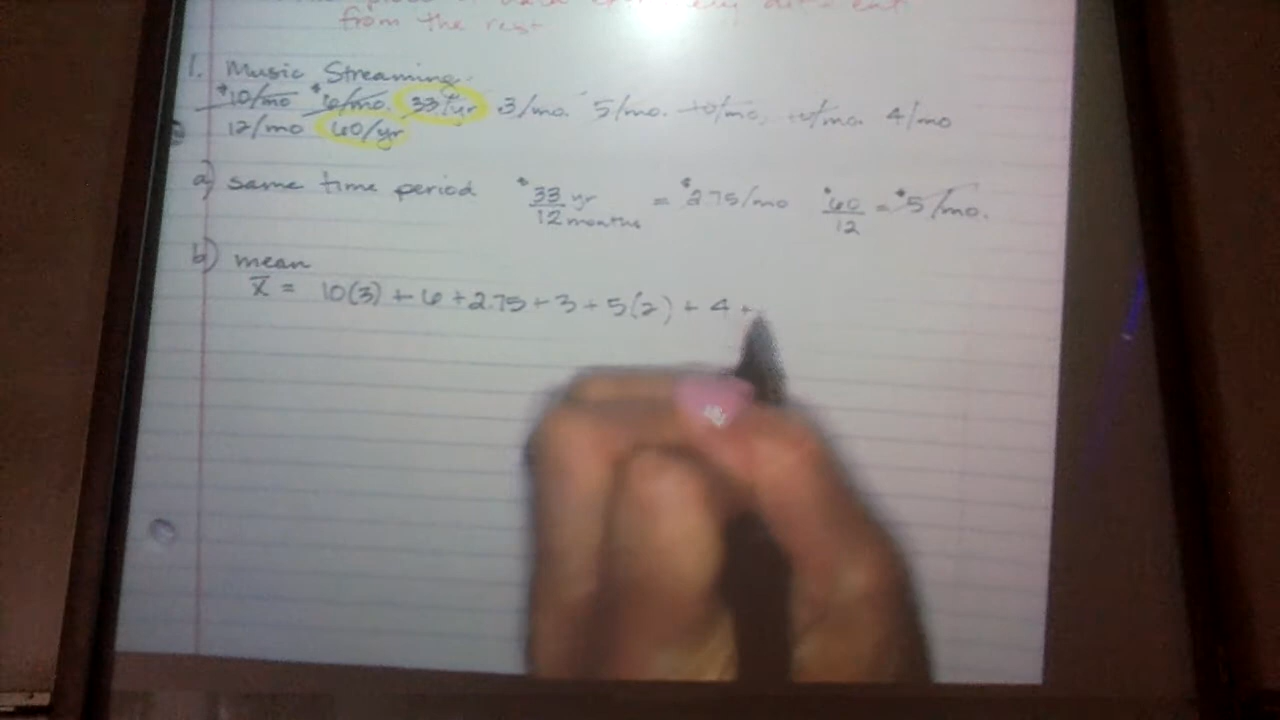 from the rest
1. Music Streaming.
$10/mo $6/mo. 33/yr 3/mo. 5/mo. 10/mo, 10/mo. 4/mo
12/mo 60/yr
a) same time period $33 yr / 12 months = $2.75/mo $60 / 12 = $5/mo.
b) mean
x̄ = 10(3) + 6 + 2.75 + 3 + 5(2) + 4 +